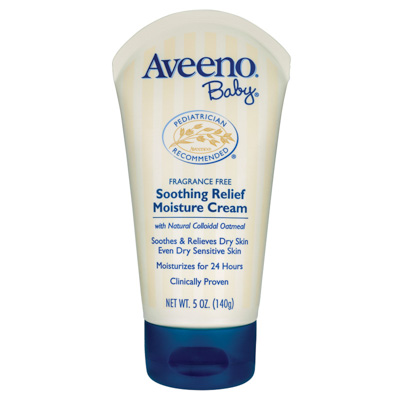 Aveeno®
Baby®
PEDIATRICIAN
RECOMMENDED®
FRAGRANCE FREE
Soothing Relief
Moisture Cream
with Natural Colloidal Oatmeal
Soothes & Relieves Dry Skin
Even Dry Sensitive Skin
Moisturizes for 24 Hours
Clinically Proven
NET WT. 5 OZ. (140g)